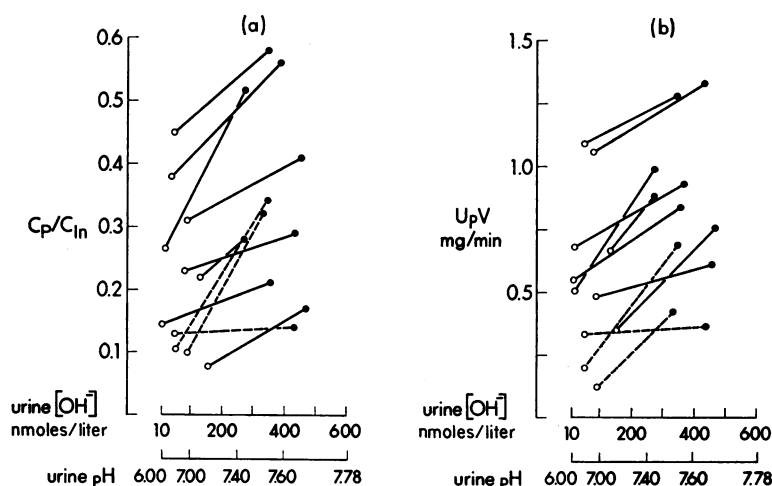 (a)
0.6
0.5
0.4
0.3
0.2
0.1
CP/CIn
urine [OH⁻]
nmoles/liter
10 200 400 600
urine pH
6.00 7.00 7.40 7.60 7.78
(b)
1.5
1.0
0.5
UPV
mg/min
urine [OH⁻]
nmoles/liter
10 200 400 600
urine pH
6.00 7.00 7.40 7.60 7.78